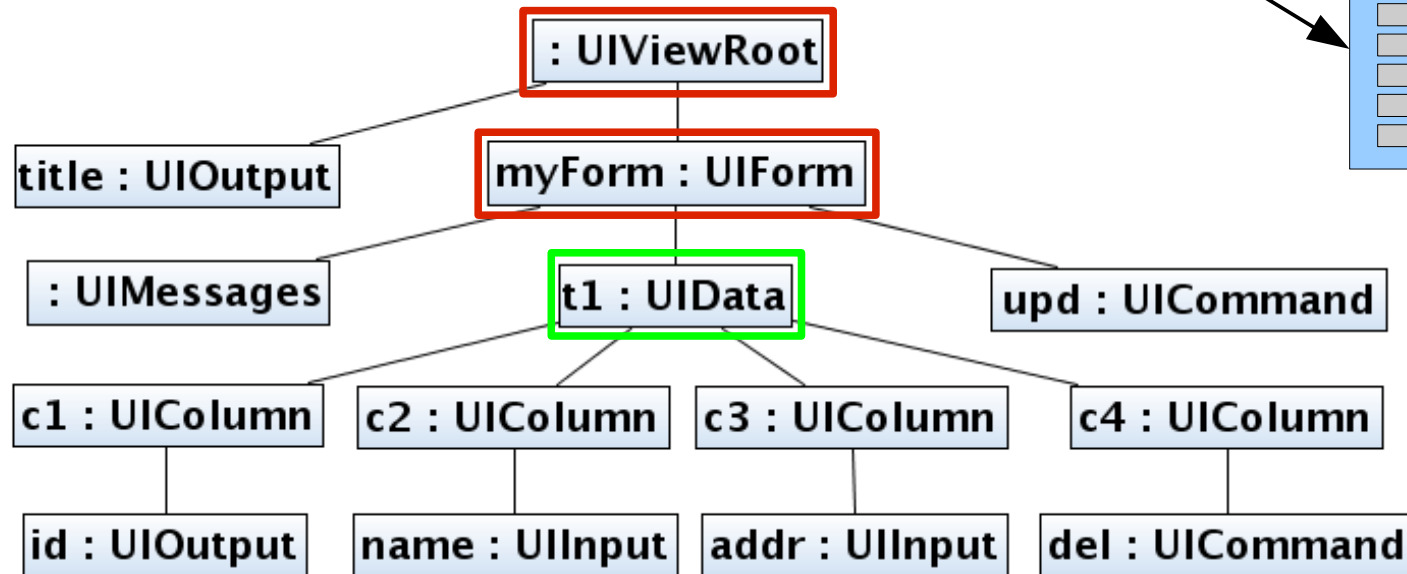 : UIViewRoot
title : UIOutput
myForm : UIForm
: UIMessages
t1 : UIData
upd : UICommand
c1 : UIColumn
c2 : UIColumn
c3 : UIColumn
c4 : UIColumn
id : UIOutput
name : UIInput
addr : UIInput
del : UICommand